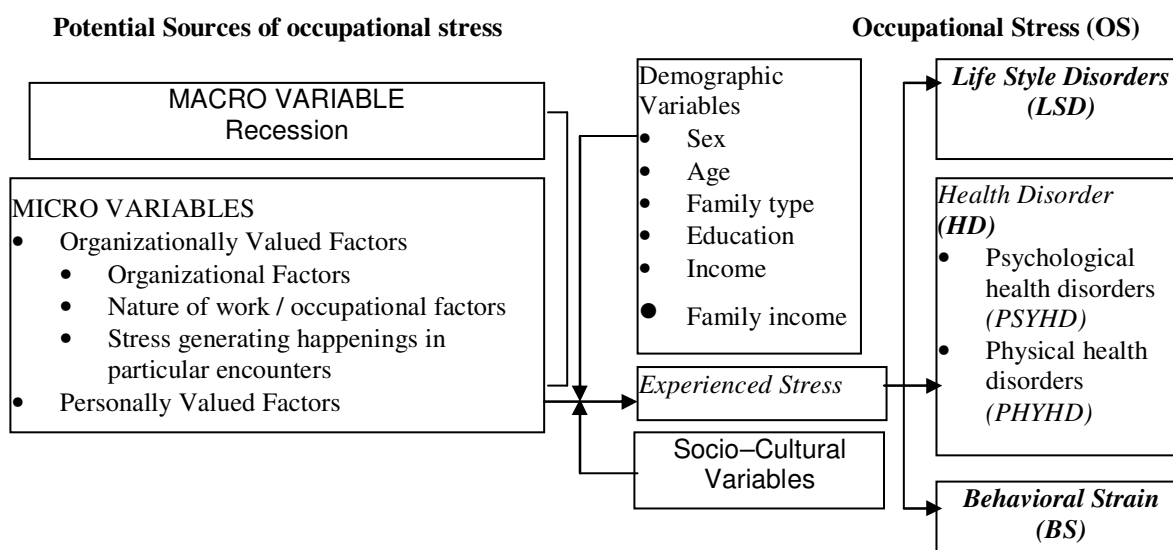 Potential Sources of occupational stress
Occupational Stress (OS)
MACRO VARIABLE
Recession
MICRO VARIABLES
• Organizationally Valued Factors
• Organizational Factors
• Nature of work / occupational factors
• Stress generating happenings in
particular encounters
• Personally Valued Factors
Demographic
Variables
• Sex
• Age
• Family type
• Education
• Income
• Family income
Experienced Stress
Socio–Cultural
Variables
Life Style Disorders
(LSD)
Health Disorder
(HD)
• Psychological
health disorders
(PSYHD)
• Physical health
disorders
(PHYHD)
Behavioral Strain
(BS)